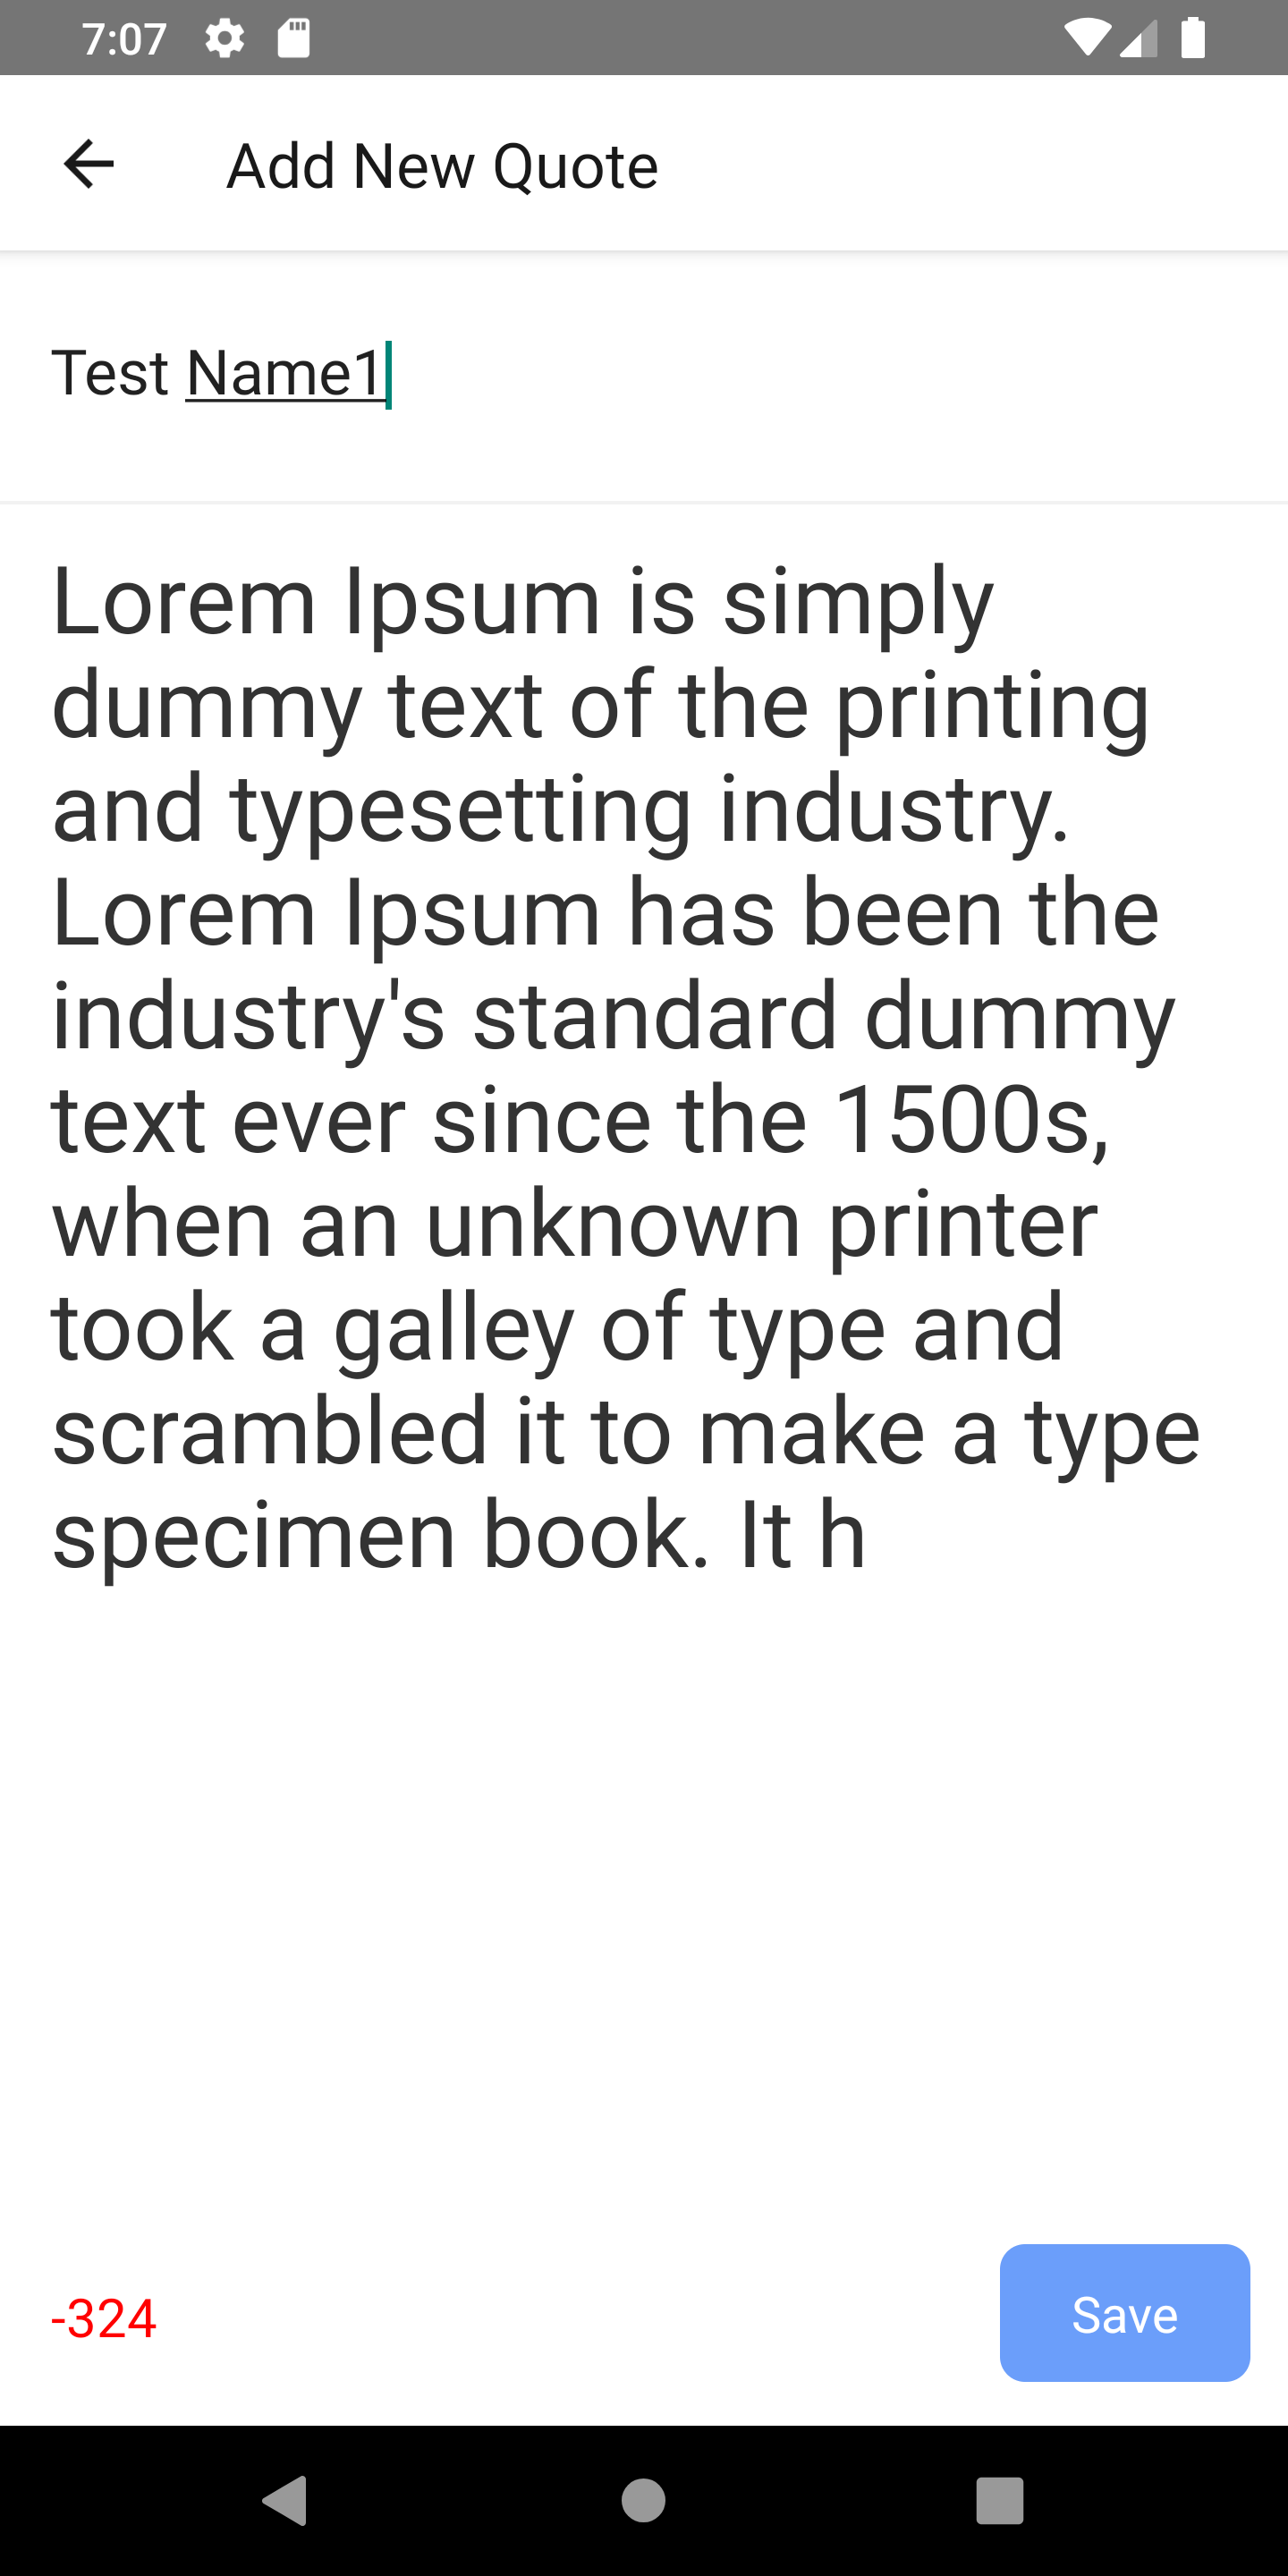 7:07
Add New Quote
Test Name1
Lorem Ipsum is simply
dummy text of the printing
and typesetting industry.
Lorem Ipsum has been the
industry's standard dummy
text ever since the 1500s,
when an unknown printer
took a galley of type and
scrambled it to make a type
specimen book. It h
-324
Save